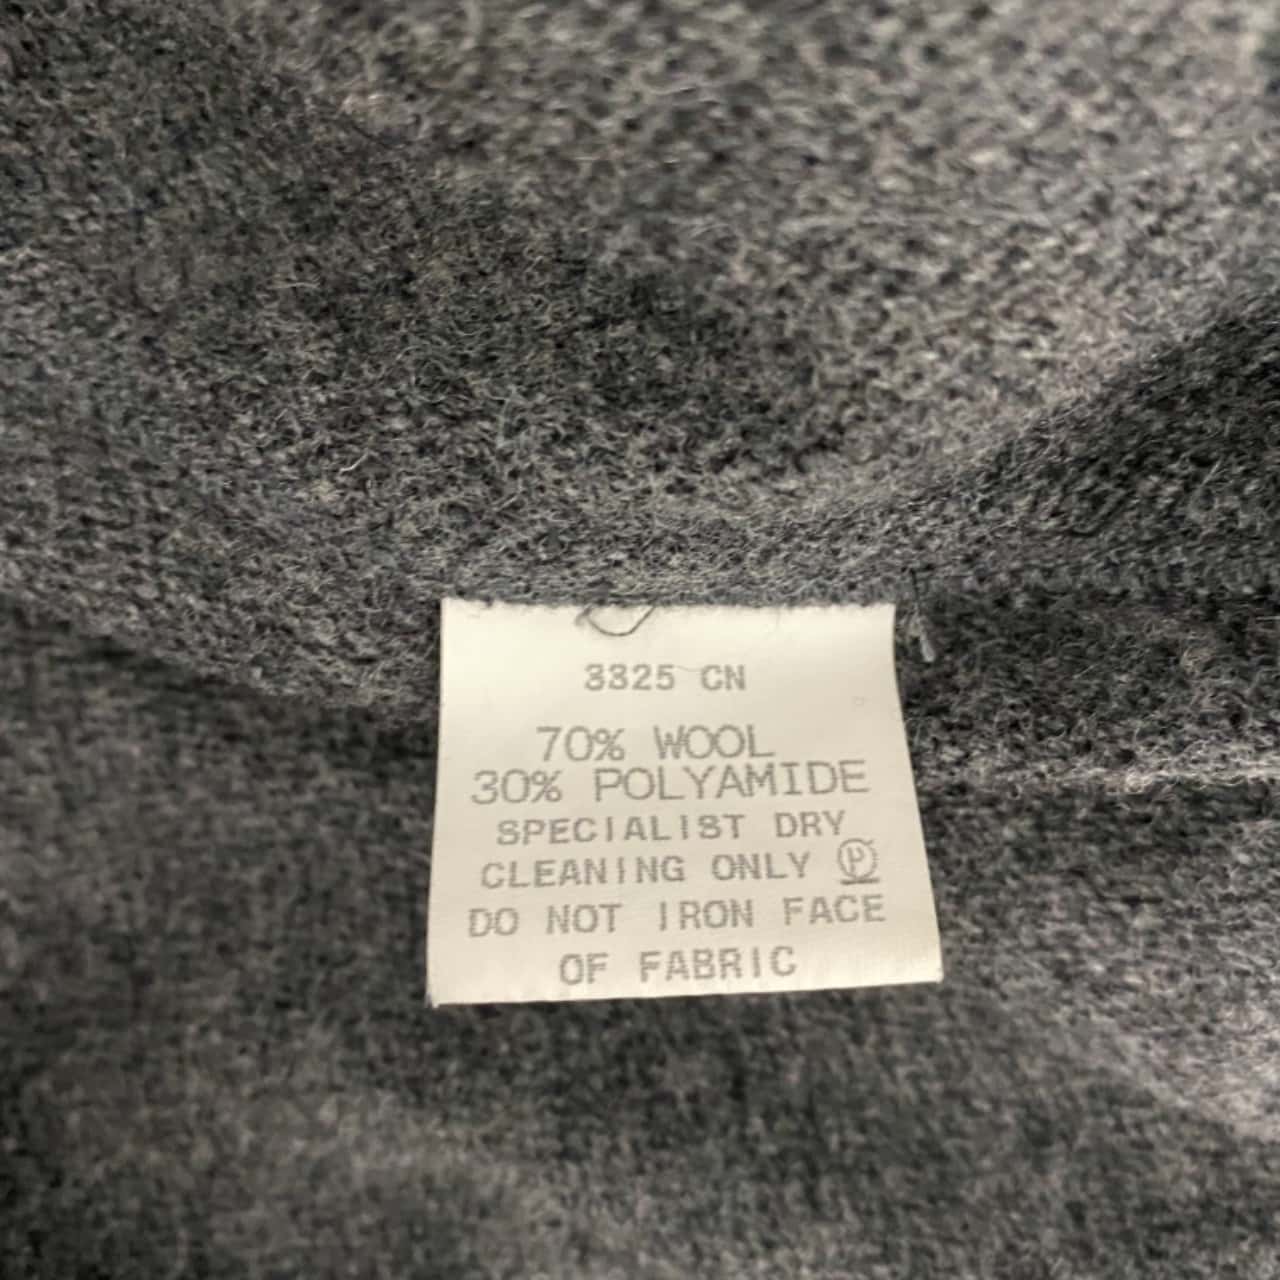 3325 CN
70% WOOL
30% POLYAMIDE
SPECIALIST DRY
CLEANING ONLY Ⓟ
DO NOT IRON FACE
OF FABRIC